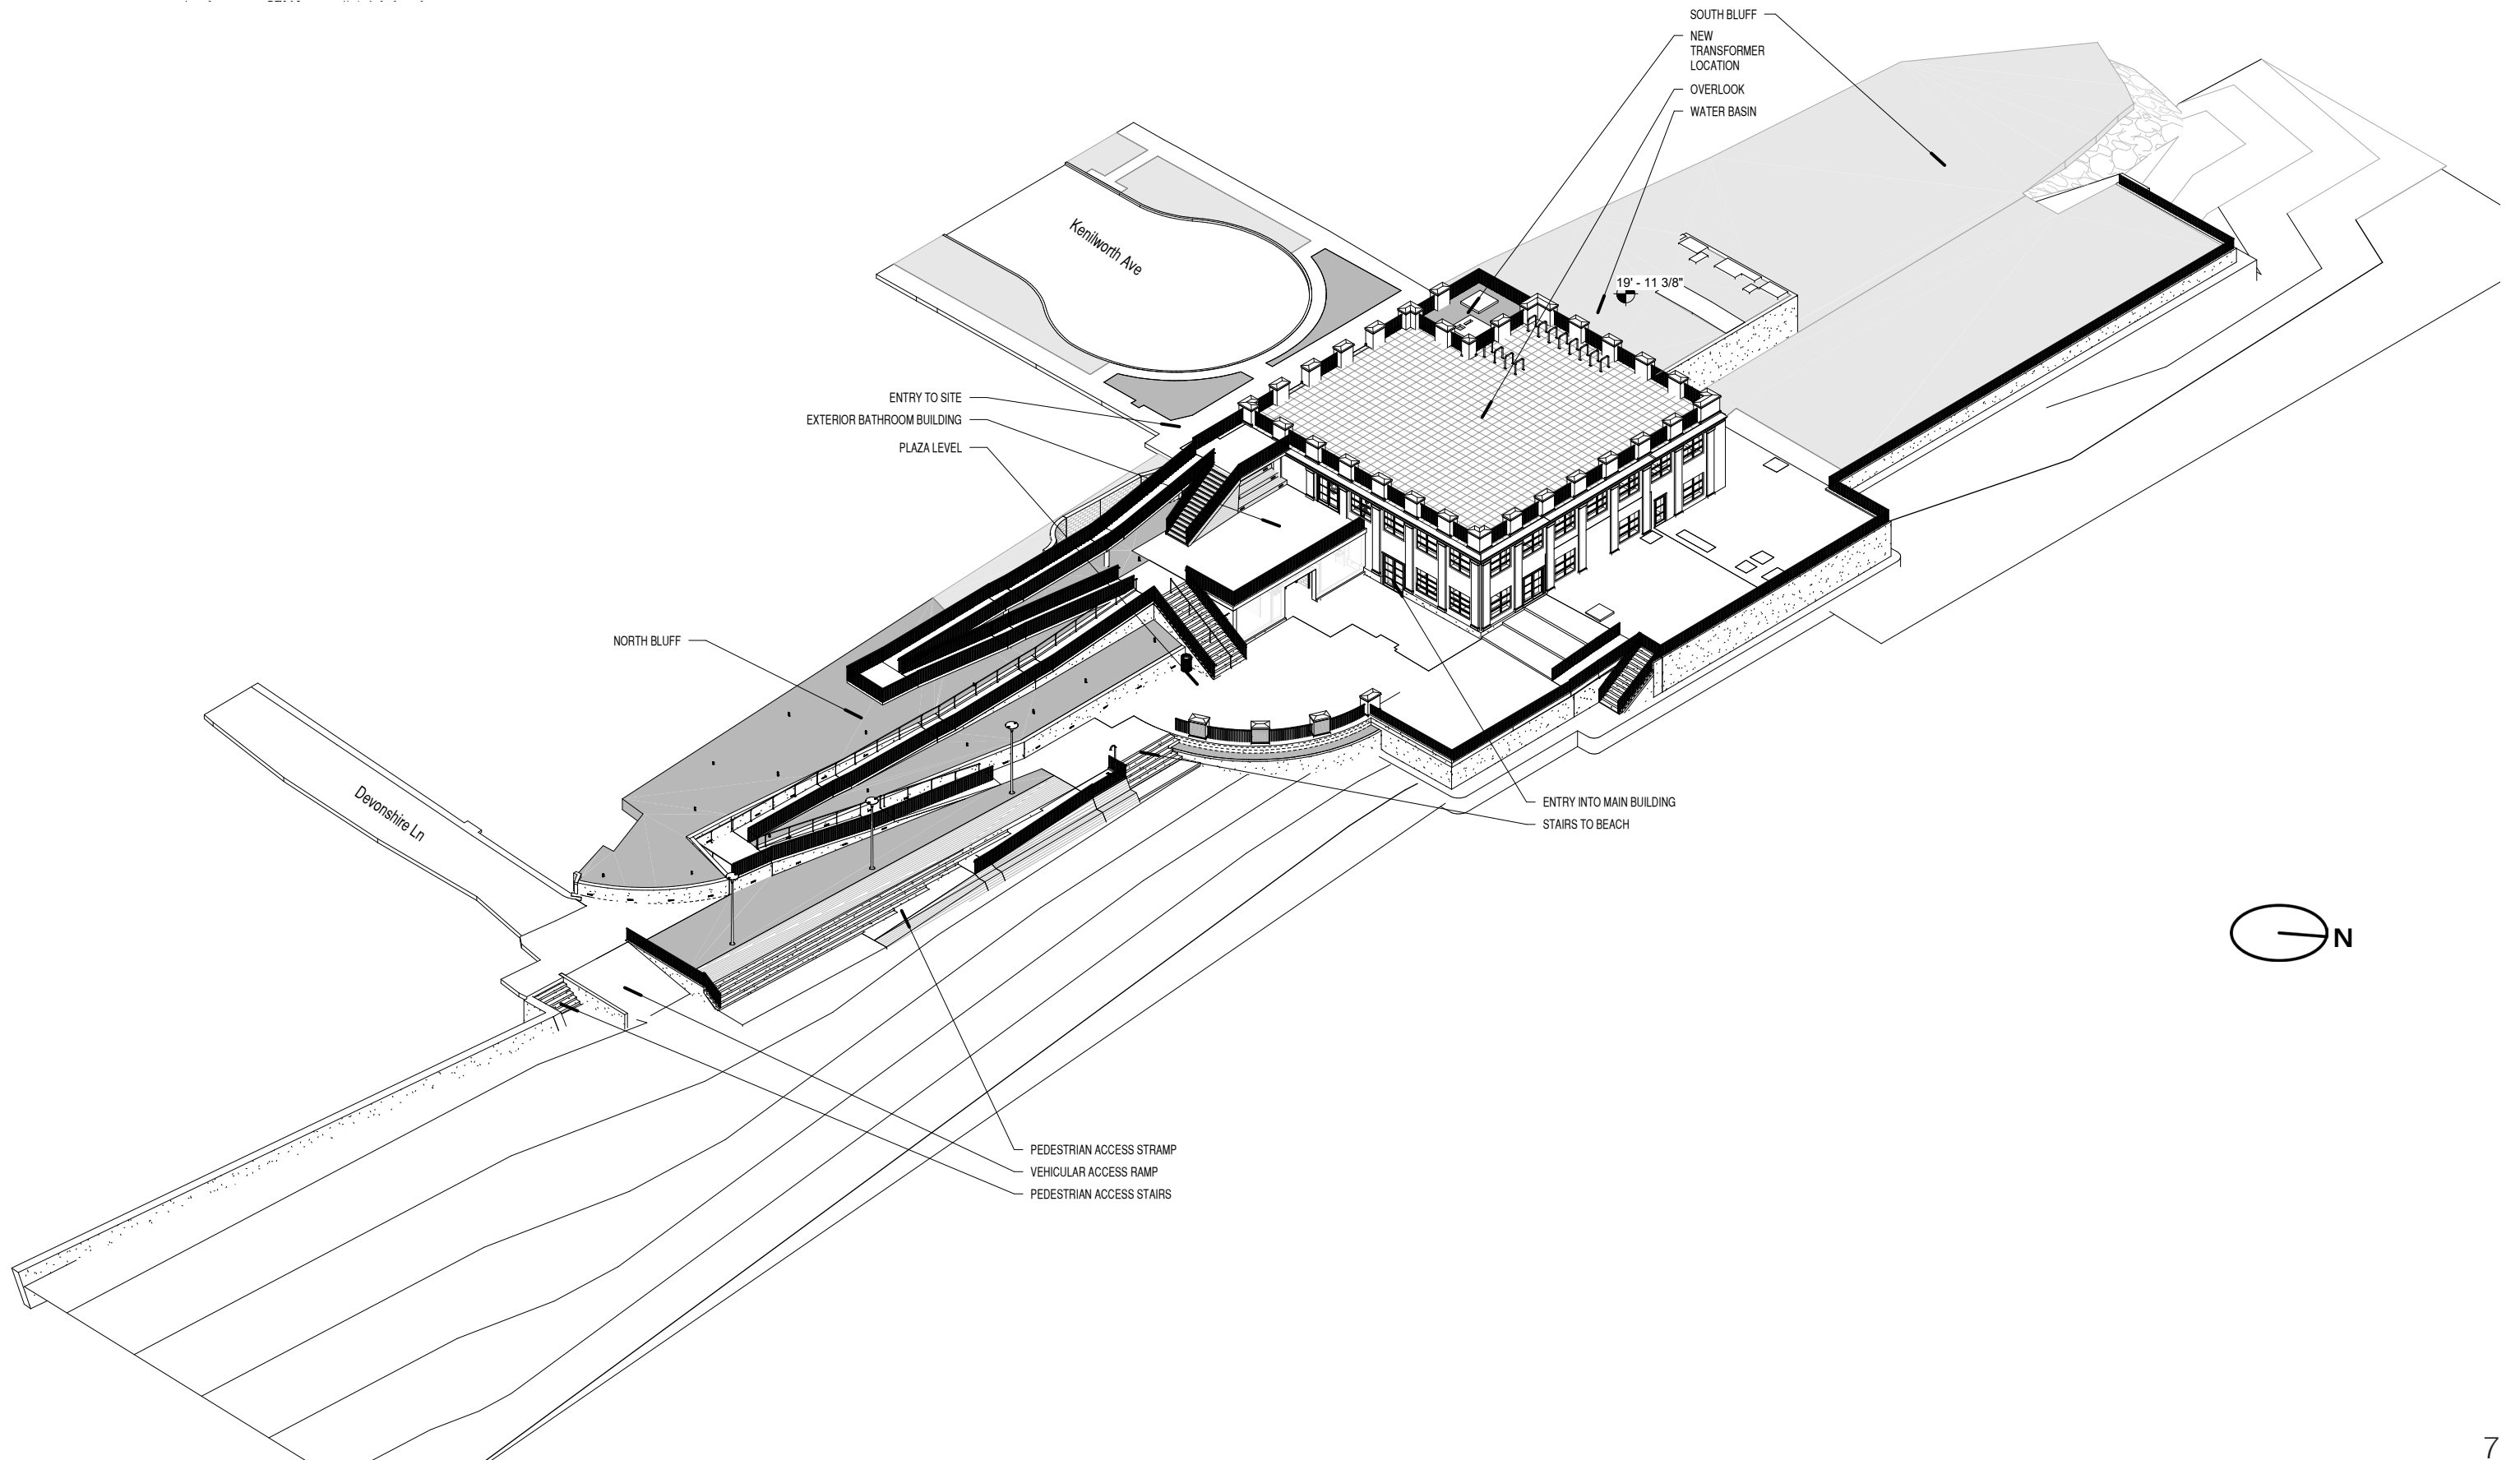 SOUTH BLUFF
NEW
TRANSFORMER
LOCATION
OVERLOOK
WATER BASIN
Kenilworth Ave
19' - 11 3/8"
ENTRY TO SITE
EXTERIOR BATHROOM BUILDING
PLAZA LEVEL
NORTH BLUFF
Devonshire Ln
ENTRY INTO MAIN BUILDING
STAIRS TO BEACH
N
PEDESTRIAN ACCESS STRAMP
VEHICULAR ACCESS RAMP
PEDESTRIAN ACCESS STAIRS
7